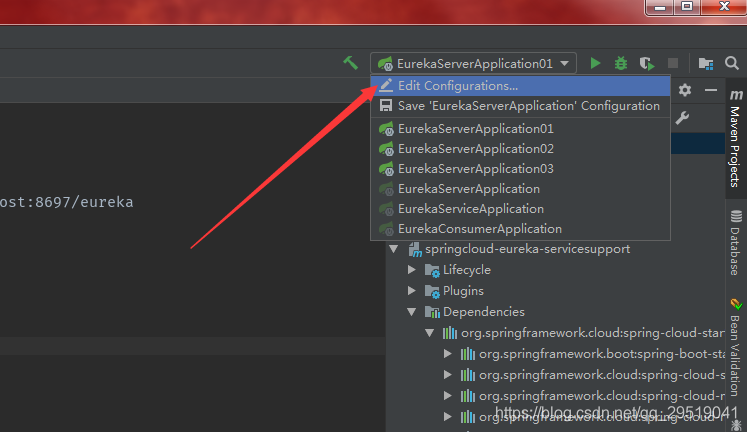 EurekaServerApplication01
Edit Configurations...
Save 'EurekaServerApplication' Configuration
EurekaServerApplication01
EurekaServerApplication02
EurekaServerApplication03
EurekaServerApplication
EurekaServiceApplication
EurekaConsumerApplication
ost:8697/eureka
springcloud-eureka-servicesupport
Lifecycle
Plugins
Dependencies
org.springframework.cloud:spring-cloud-star
org.springframework.boot:spring-boot-sta
org.springframework.cloud:spring-cloud-s
org.springframework.cloud:spring-cloud-r
org.springframework.cloud:spring-cloud-r
Maven Projects
Database
Bean Validation
https://blog.csdn.net/qq_29519041